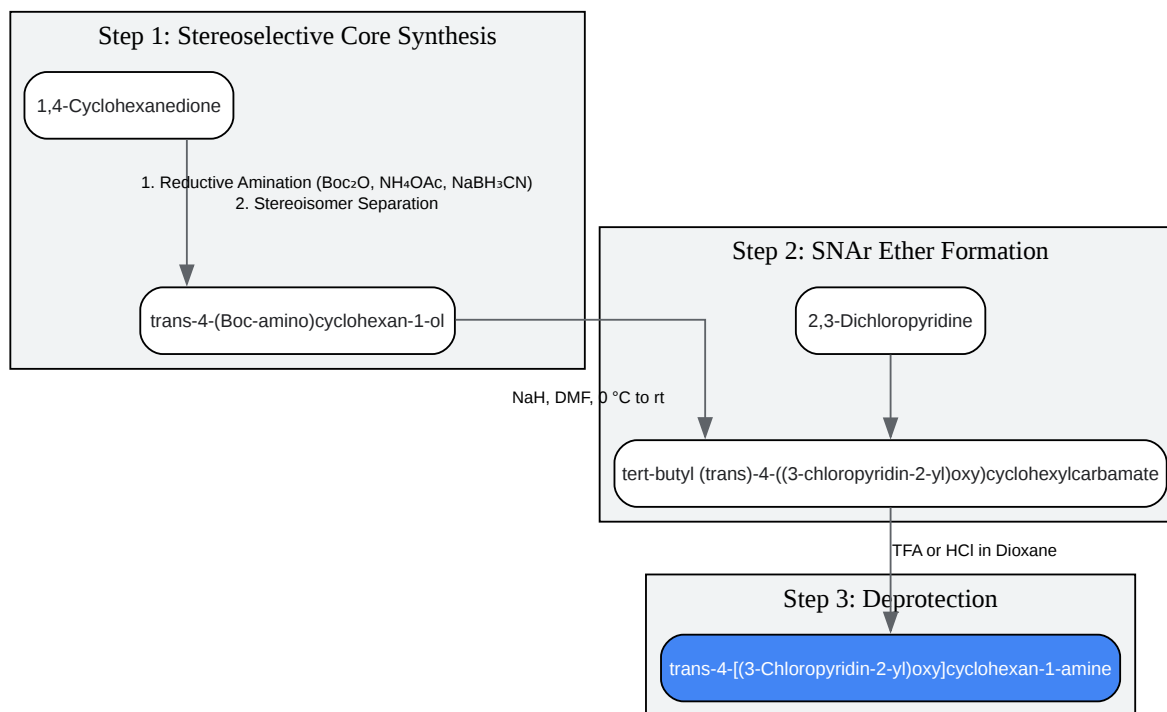 Step 1: Stereoselective Core Synthesis
1,4-Cyclohexanedione
1. Reductive Amination (Boc₂O, NH₄OAc, NaBH₃CN)
2. Stereoisomer Separation
trans-4-(Boc-amino)cyclohexan-1-ol
Step 2: SNAr Ether Formation
2,3-Dichloropyridine
NaH, DMF, 0 °C to rt
tert-butyl (trans)-4-((3-chloropyridin-2-yl)oxy)cyclohexylcarbamate
TFA or HCl in Dioxane
Step 3: Deprotection
trans-4-[(3-Chloropyridin-2-yl)oxy]cyclohexan-1-amine